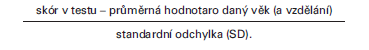 skór v testu – průměrná hodnotaro daný věk (a vzdělání)
standardní odchylka (SD).